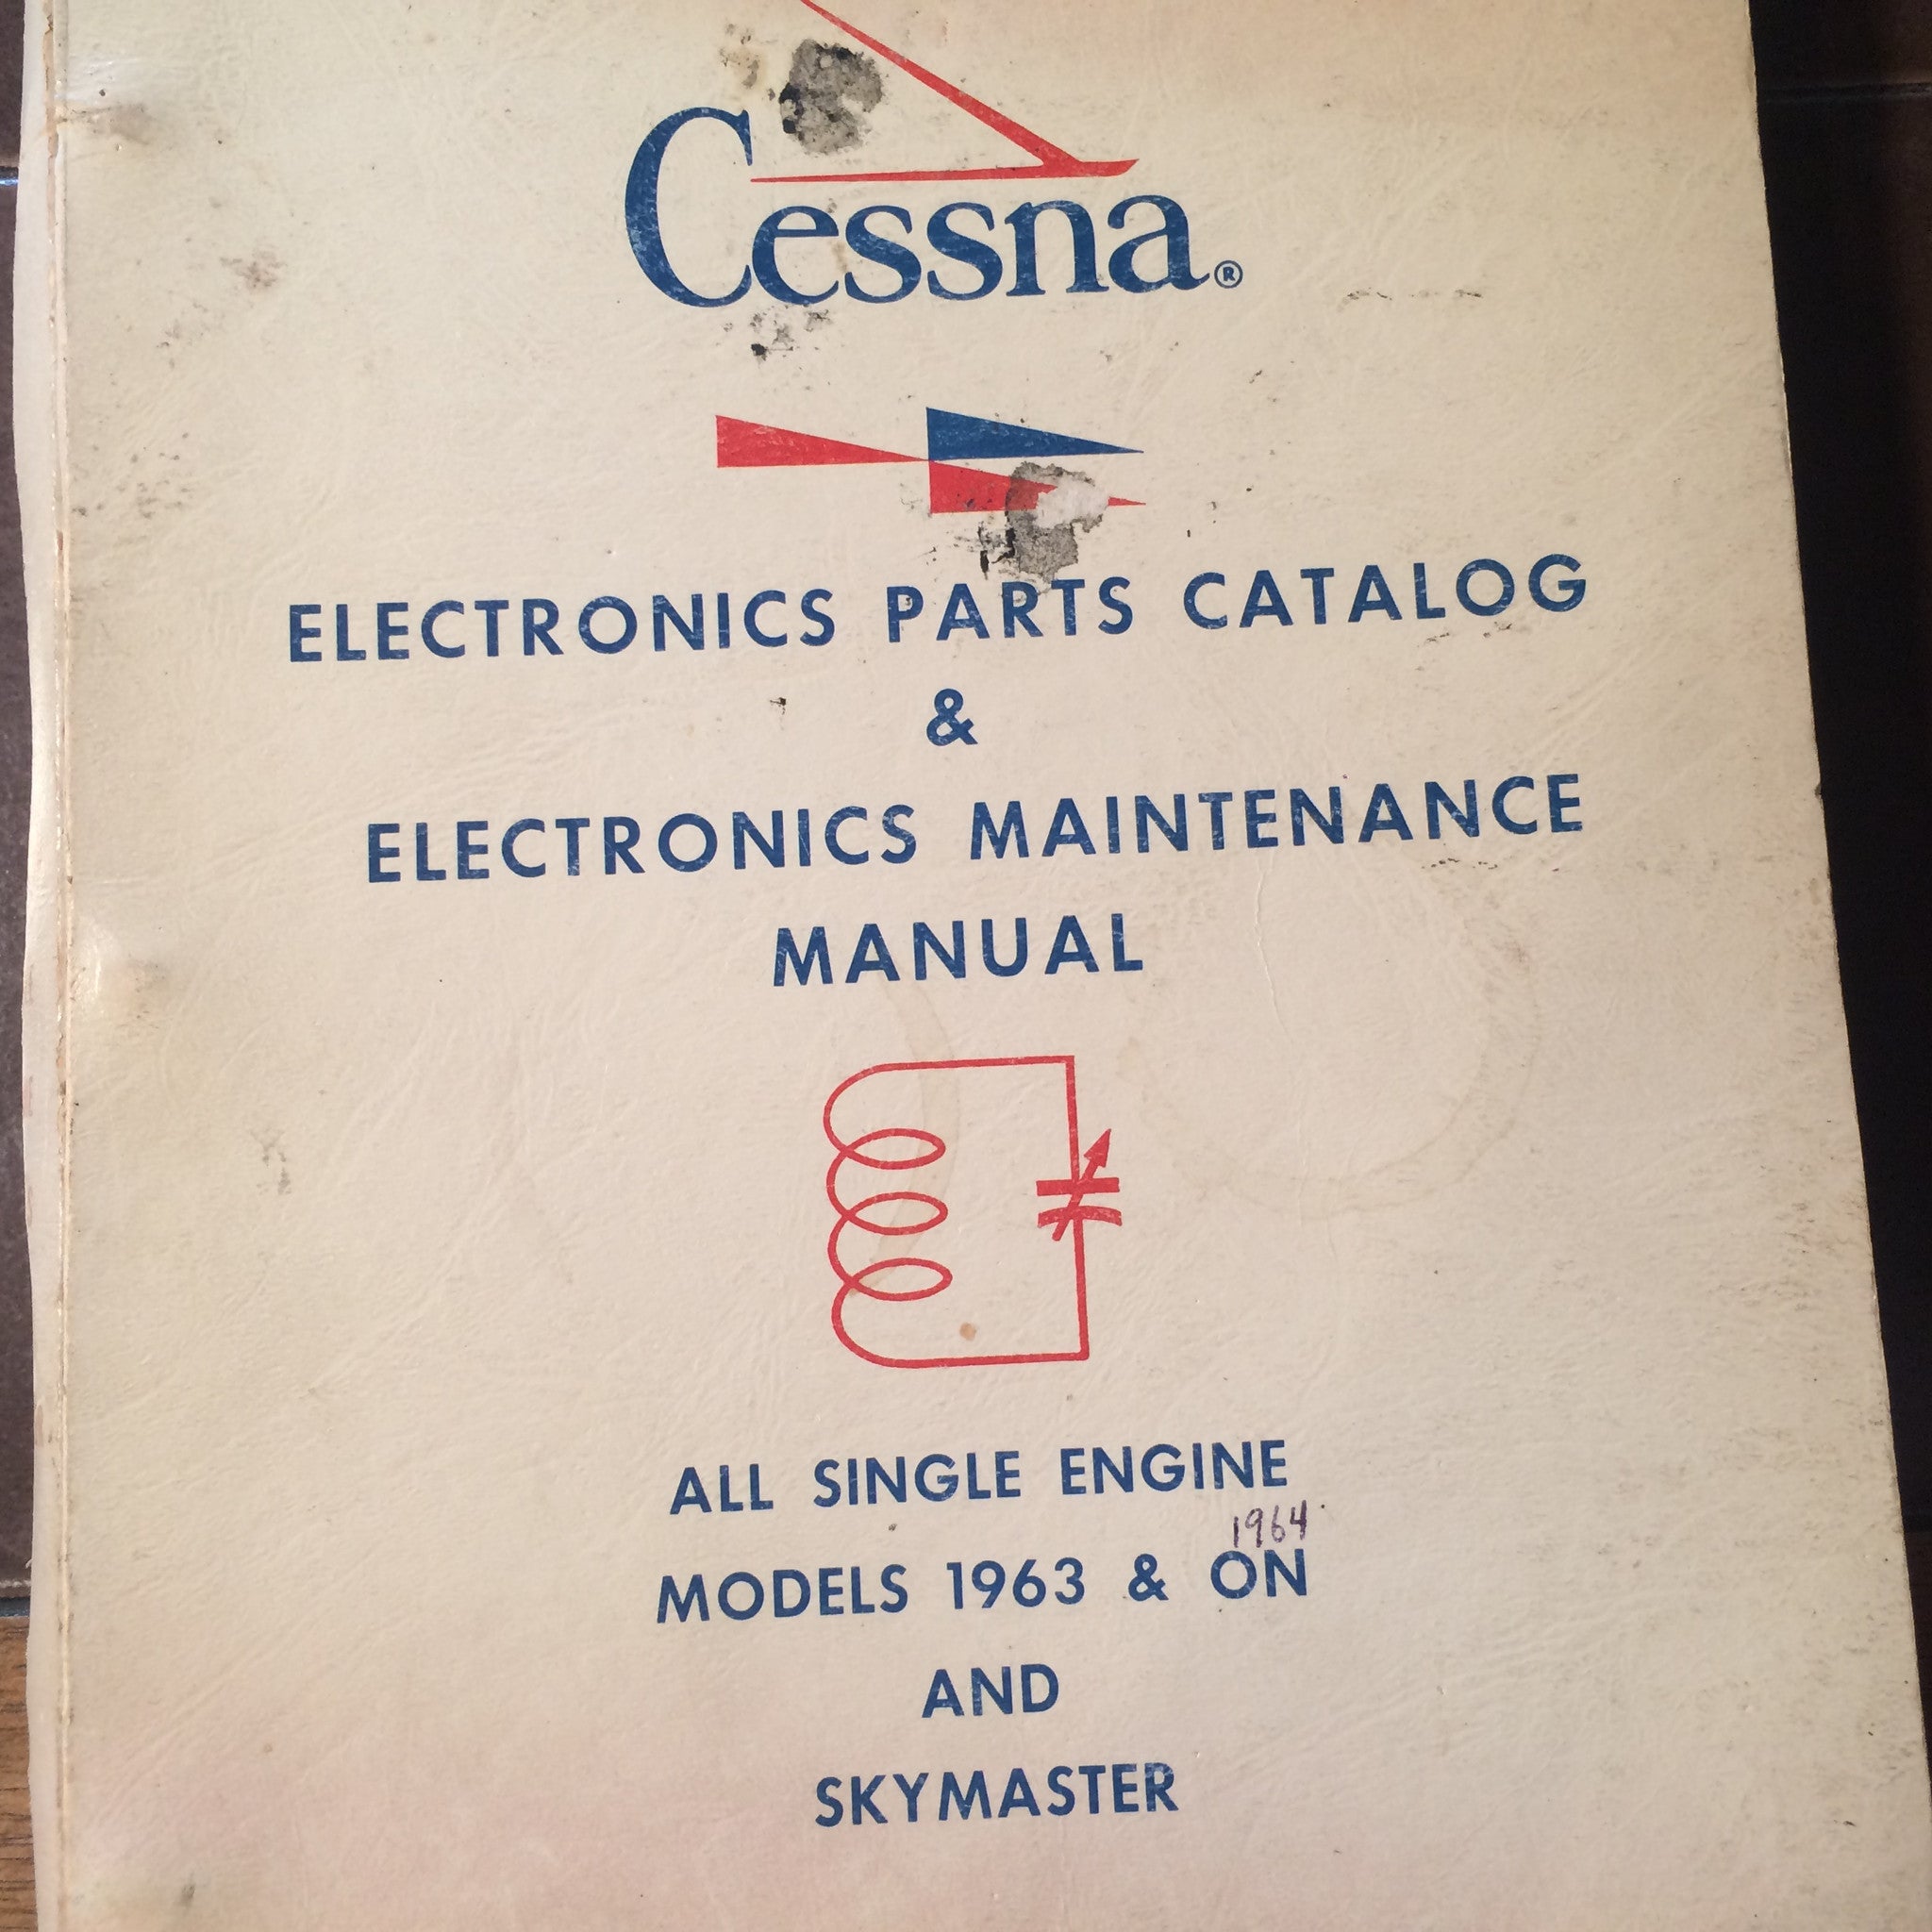 Cessna®
ELECTRONICS PARTS CATALOG
&
ELECTRONICS MAINTENANCE
MANUAL
ALL SINGLE ENGINE
1964
MODELS 1963 & ON
AND
SKYMASTER